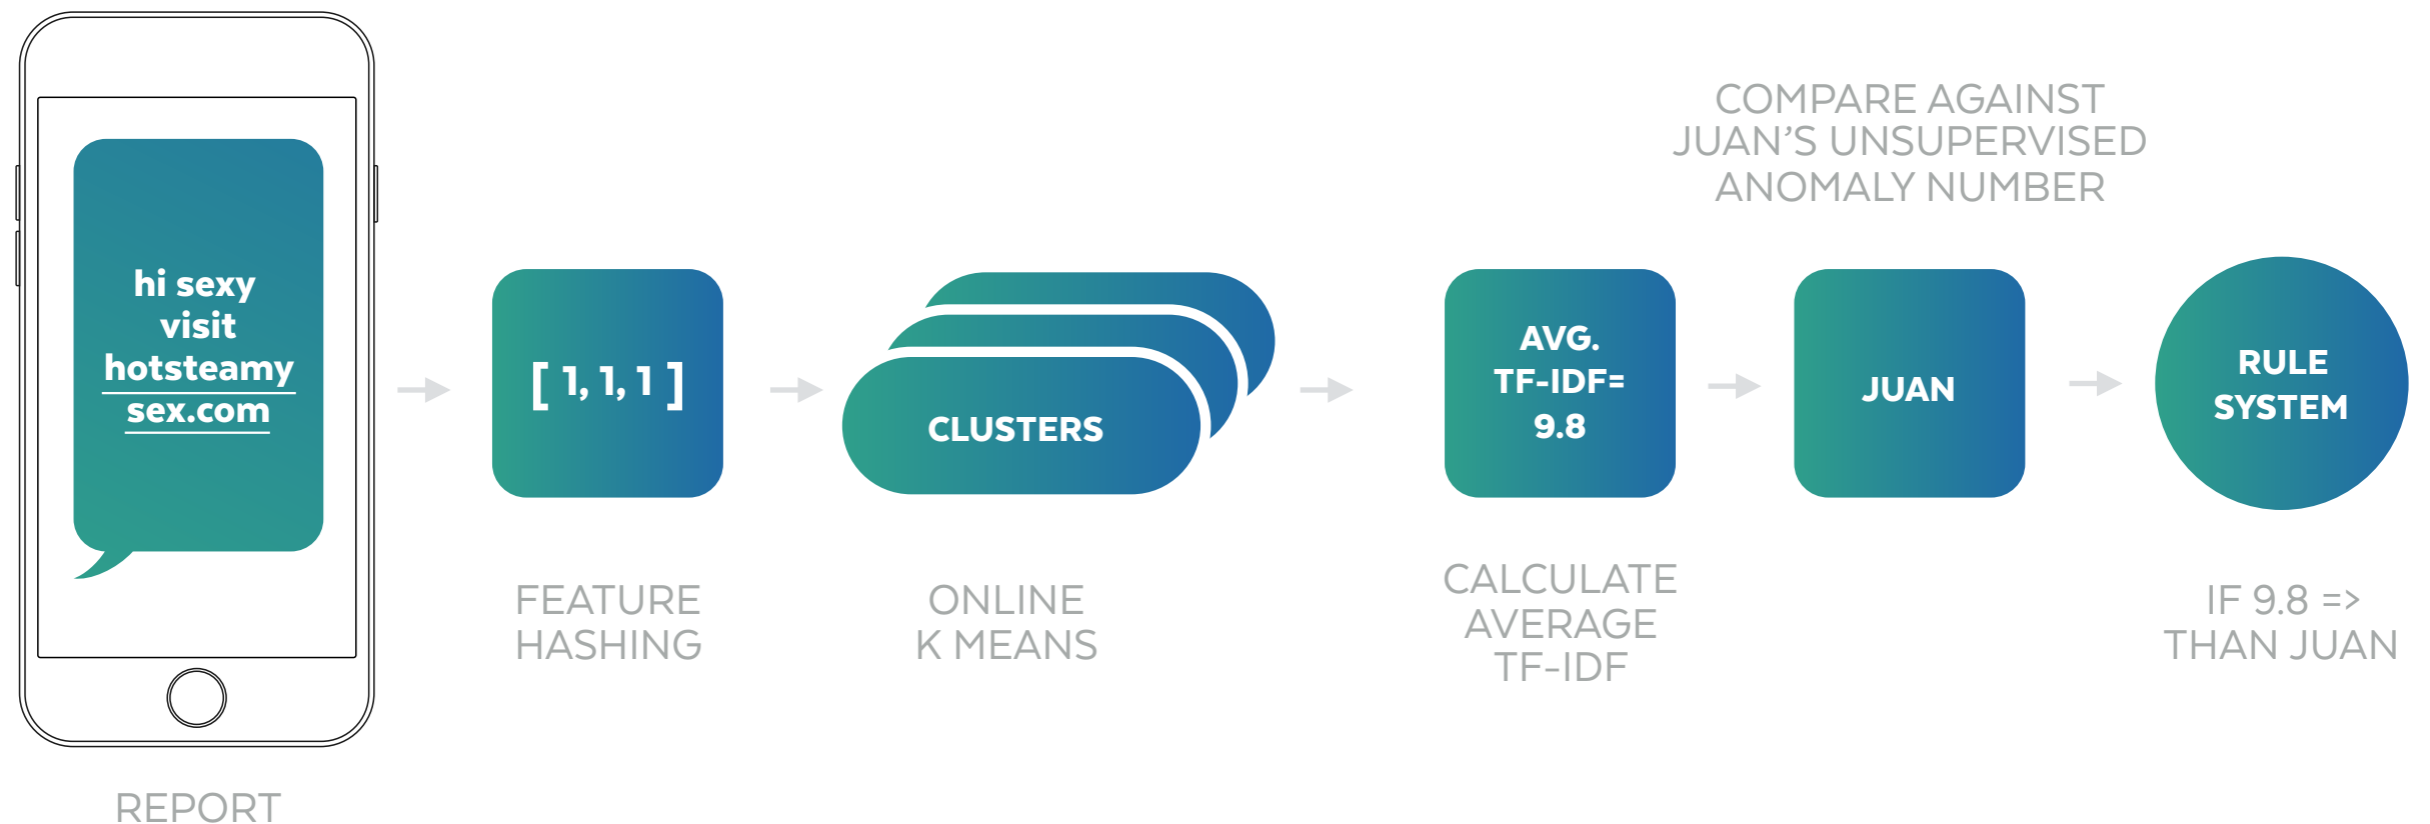 hi sexy
visit
hotsteamy
sex.com
REPORT
[ 1, 1, 1 ]
FEATURE
HASHING
CLUSTERS
ONLINE
K MEANS
AVG.
TF-IDF=
9.8
CALCULATE
AVERAGE
TF-IDF
COMPARE AGAINST
JUAN'S UNSUPERVISED
ANOMALY NUMBER
JUAN
RULE
SYSTEM
IF 9.8 =>
THAN JUAN